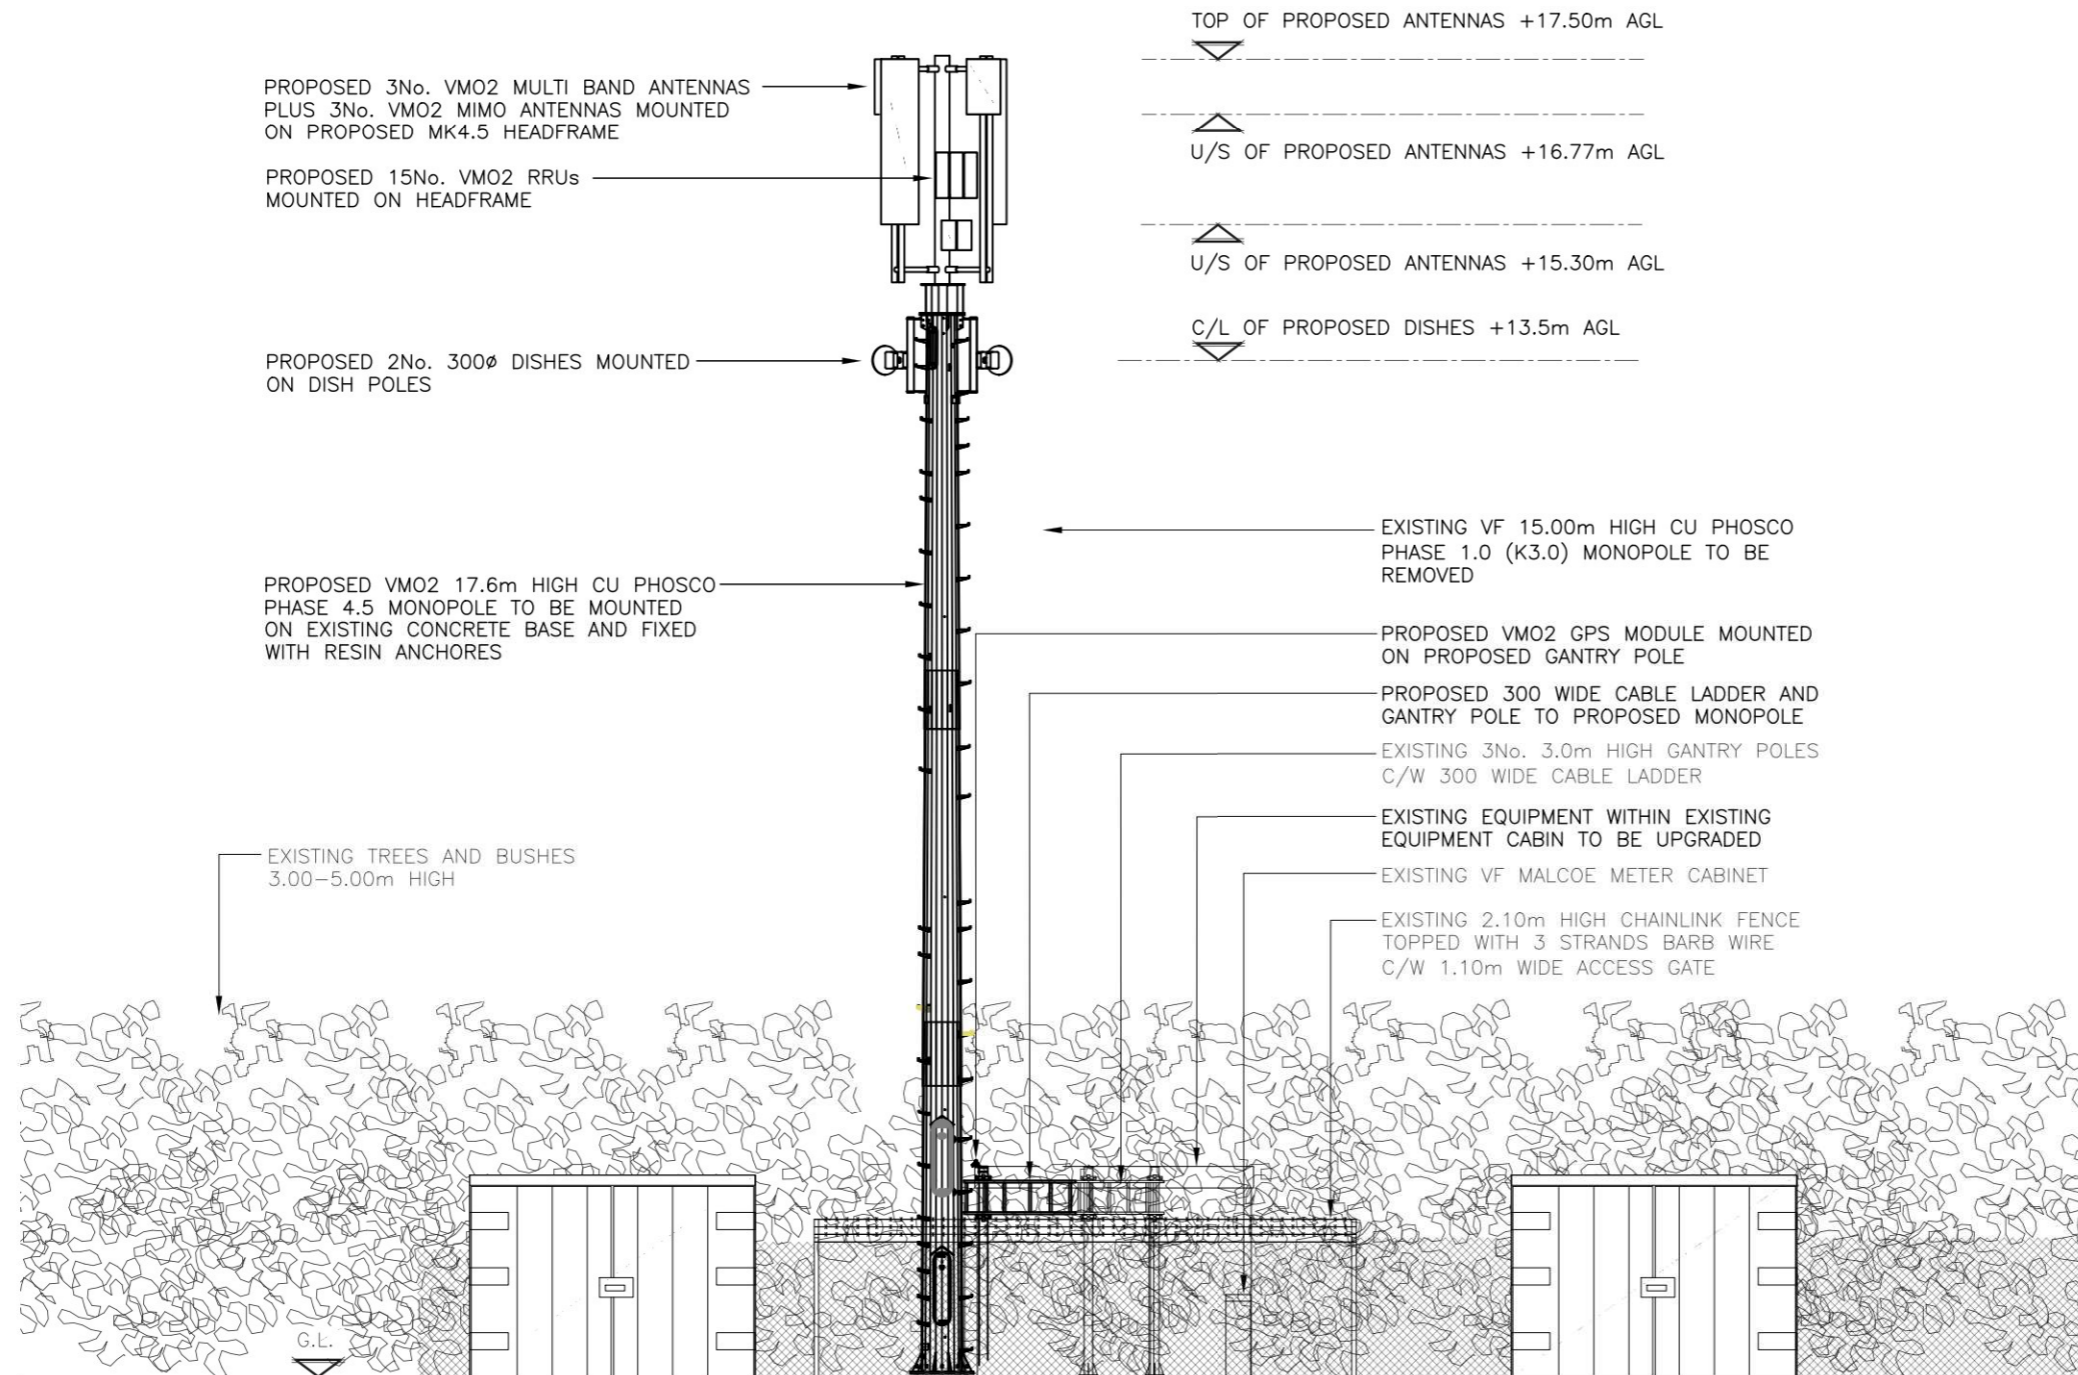 TOP OF PROPOSED ANTENNAS +17.50m AGL
PROPOSED 3No. VMO2 MULTI BAND ANTENNAS
PLUS 3No. VMO2 MIMO ANTENNAS MOUNTED
ON PROPOSED MK4.5 HEADFRAME
U/S OF PROPOSED ANTENNAS +16.77m AGL
PROPOSED 15No. VMO2 RRUs
MOUNTED ON HEADFRAME
U/S OF PROPOSED ANTENNAS +15.30m AGL
C/L OF PROPOSED DISHES +13.5m AGL
PROPOSED 2No. 300ø DISHES MOUNTED
ON DISH POLES
EXISTING VF 15.00m HIGH CU PHOSCO
PHASE 1.0 (K3.0) MONOPOLE TO BE
REMOVED
PROPOSED VMO2 17.6m HIGH CU PHOSCO
PHASE 4.5 MONOPOLE TO BE MOUNTED
ON EXISTING CONCRETE BASE AND FIXED
WITH RESIN ANCHORES
PROPOSED VMO2 GPS MODULE MOUNTED
ON PROPOSED GANTRY POLE
PROPOSED 300 WIDE CABLE LADDER AND
GANTRY POLE TO PROPOSED MONOPOLE
EXISTING 3No. 3.0m HIGH GANTRY POLES
C/W 300 WIDE CABLE LADDER
EXISTING EQUIPMENT WITHIN EXISTING
EQUIPMENT CABIN TO BE UPGRADED
EXISTING TREES AND BUSHES
3.00-5.00m HIGH
EXISTING VF MALCOE METER CABINET
EXISTING 2.10m HIGH CHAINLINK FENCE
TOPPED WITH 3 STRANDS BARB WIRE
C/W 1.10m WIDE ACCESS GATE
G.L.